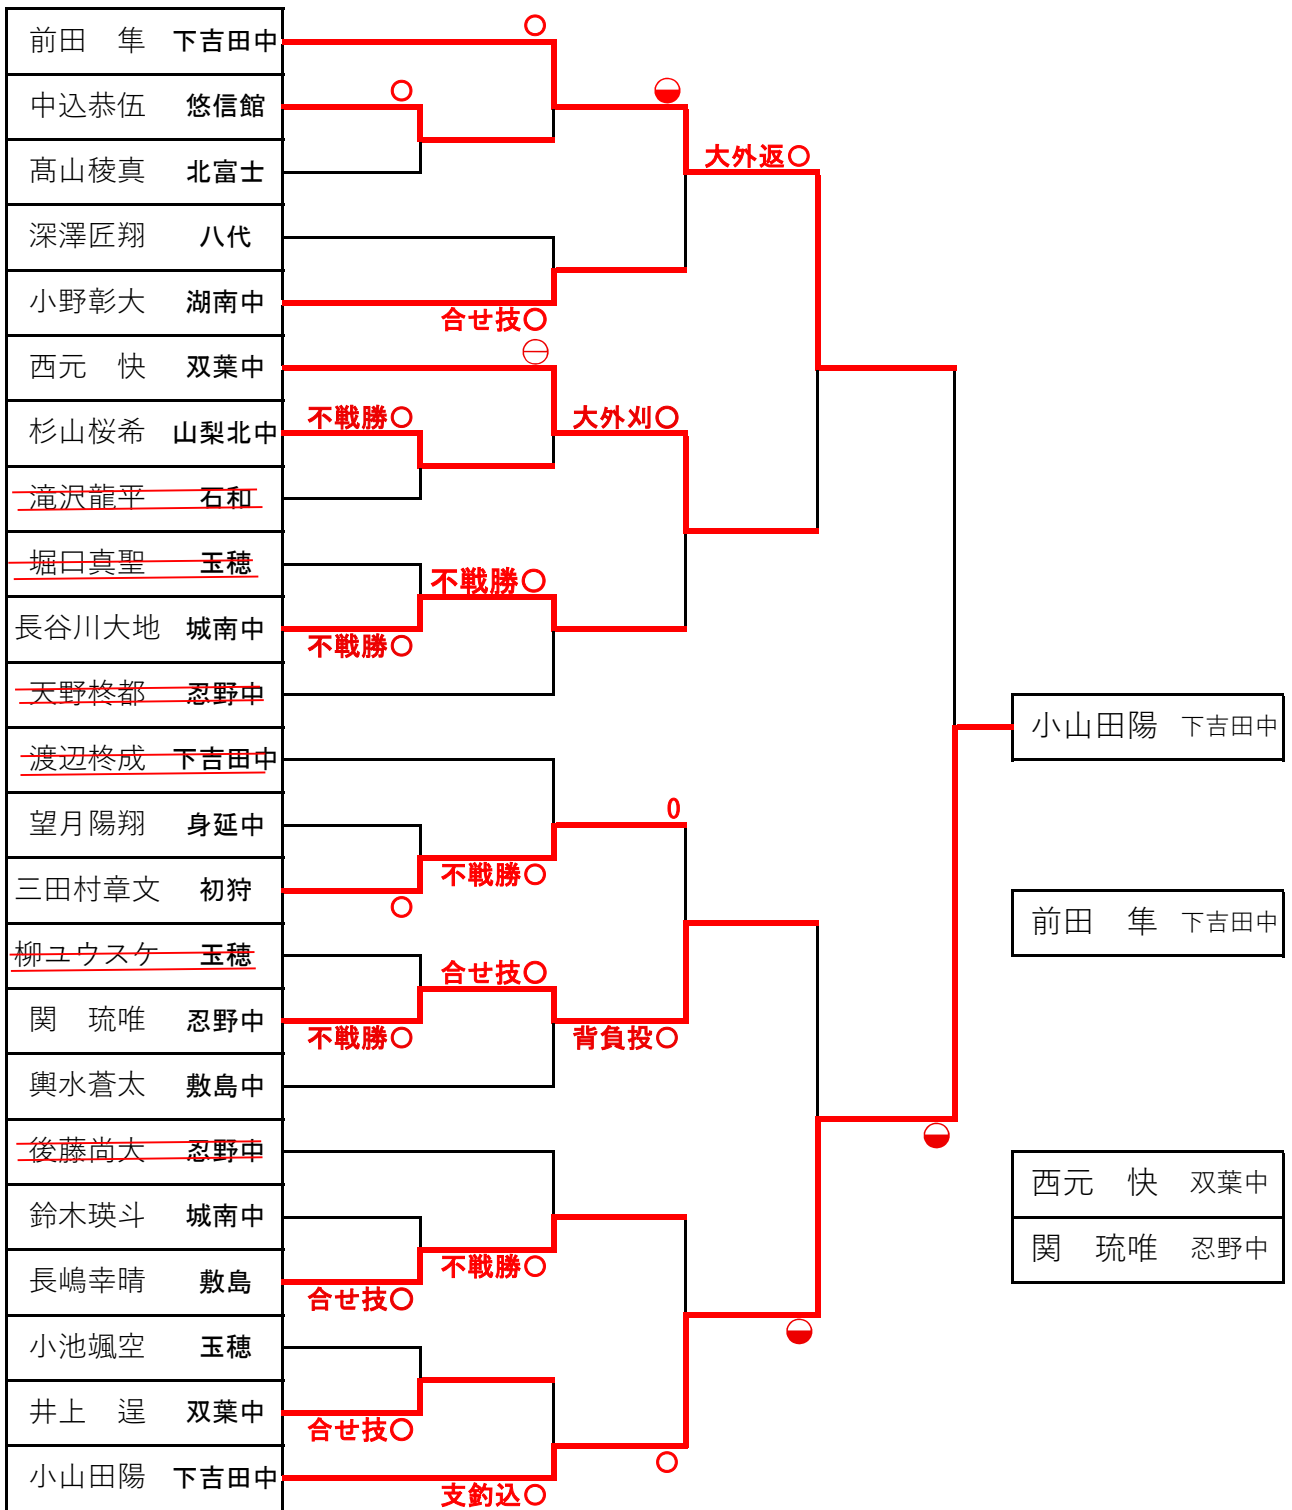 前田　隼 下吉田中
中込恭伍 悠信館
大外返○
髙山稜真 北富士
深澤匠翔 八代
小野彰大 湖南中
合せ技○
西元　快 双葉中
不戦勝○ 大外刈○
杉山桜希 山梨北中
滝沢龍平 石和
堀口真聖 玉穂
不戦勝○
長谷川大地 城南中
不戦勝○
天野柊都 忍野中
小山田陽 下吉田中
渡辺柊成 下吉田中
0
望月陽翔 身延中
不戦勝○
三田村章文 初狩
前田　隼 下吉田中
柳ユウスケ 玉穂
合せ技○
関　琉唯 忍野中
不戦勝○ 背負投○
輿水蒼太 敷島中
後藤尚大 忍野中
西元　快 双葉中
鈴木瑛斗 城南中
関　琉唯 忍野中
不戦勝○
長嶋幸晴 敷島
合せ技○
小池颯空 玉穂
井上　逞 双葉中
合せ技○
小山田陽 下吉田中
支釣込○